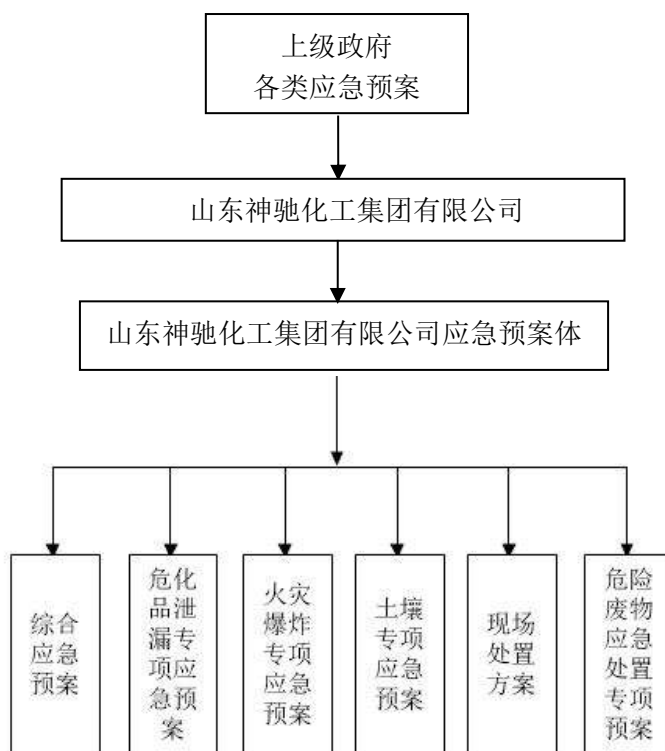 上级政府
各类应急预案
山东神驰化工集团有限公司
山东神驰化工集团有限公司应急预案体
综合
应急
预案
危化
品泄
漏专
项应
急预
案
火灾
爆炸
专项
应急
预案
土壤
专项
应急
预案
现场
处置
方案
危险
废物
应急
处置
专项
预案